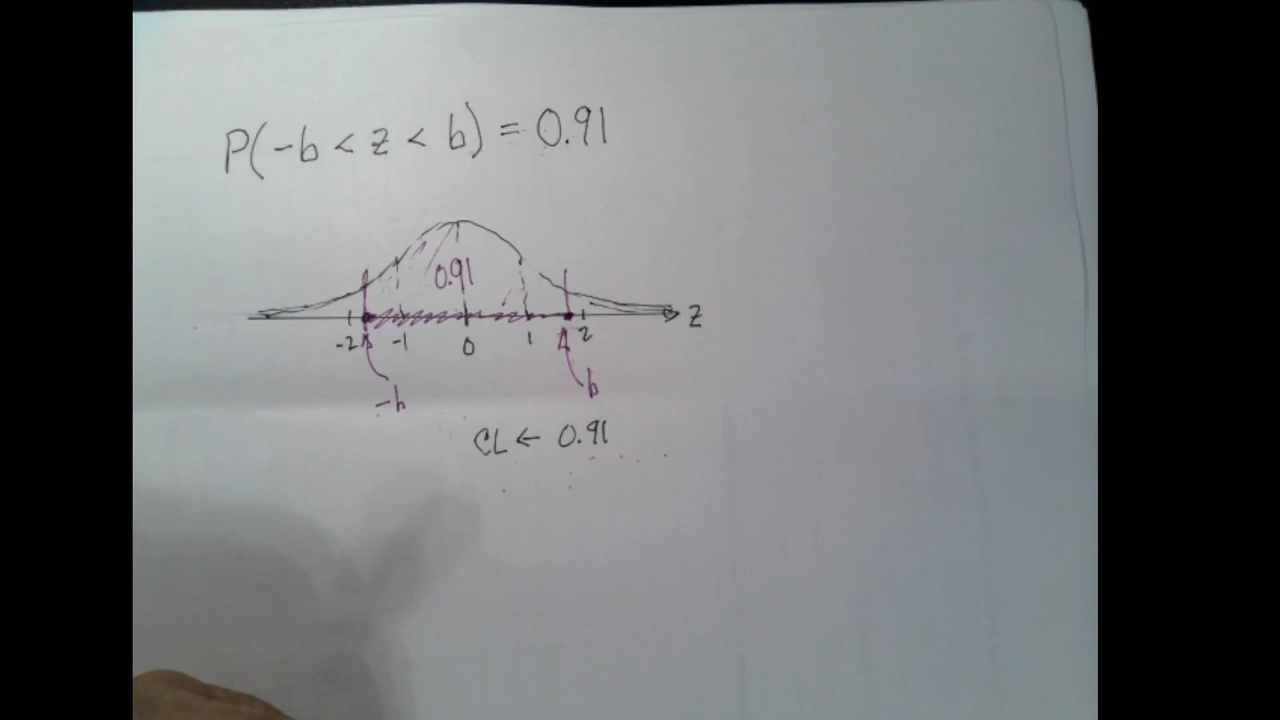 P(-b < z < b) = 0.91
0.91
-2 -1 0 1 2 z
-b b
CL ← 0.91